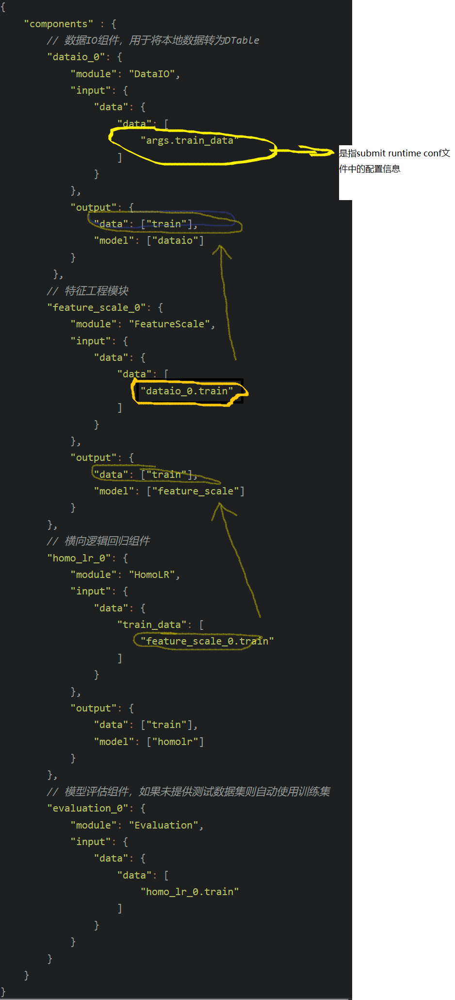 {
    "components" : {
        // 数据IO组件，用于将本地数据转为DTable
        "dataio_0": {
            "module": "DataIO",
            "input": {
                "data": {
                    "data": [
                        "args.train_data"
                    ]
                }
            },
            "output": {
                "data": ["train"],
                "model": ["dataio"]
            }
         },
        // 特征工程模块
        "feature_scale_0": {
            "module": "FeatureScale",
            "input": {
                "data": {
                    "data": [
                        "dataio_0.train"
                    ]
                }
            },
            "output": {
                "data": ["train"],
                "model": ["feature_scale"]
            }
        },
        // 横向逻辑回归组件
        "homo_lr_0": {
            "module": "HomoLR",
            "input": {
                "data": {
                    "train_data": [
                        "feature_scale_0.train"
                    ]
                }
            },
            "output": {
                "data": ["train"],
                "model": ["homolr"]
            }
        },
        // 模型评估组件，如果未提供测试数据集则自动使用训练集
        "evaluation_0": {
            "module": "Evaluation",
            "input": {
                "data": {
                    "data": [
                        "homo_lr_0.train"
                    ]
                }
            }
        }
    }
}
是指submit runtime conf文
件中的配置信息